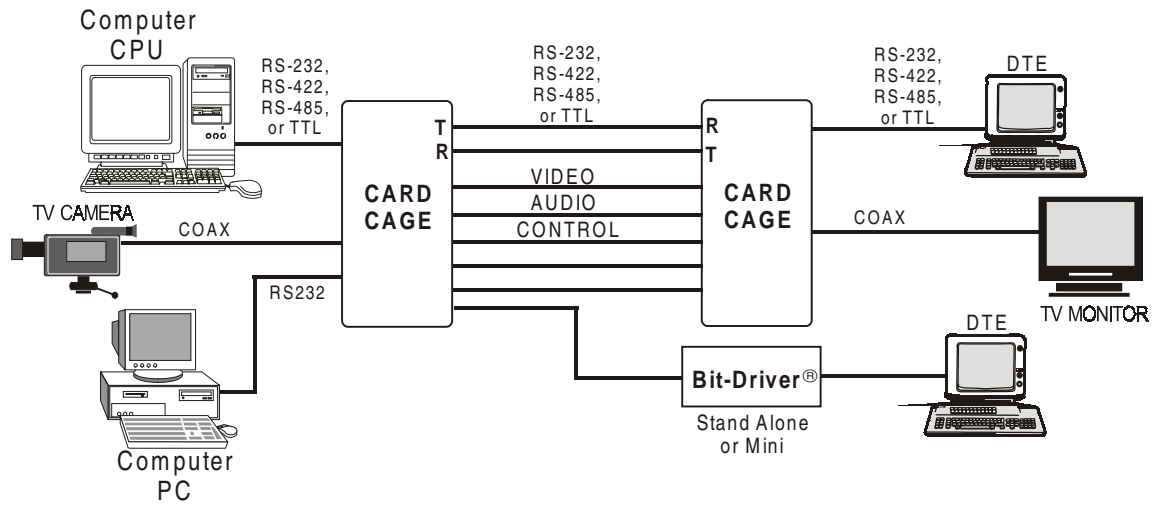 Computer
CPU
RS-232,
RS-422,
RS-485,
or TTL
RS-232,
RS-422,
RS-485,
or TTL
RS-232,
RS-422,
RS-485,
or TTL
DTE
T
R
R
T
CARD
CAGE
VIDEO
AUDIO
CONTROL
CARD
CAGE
TV CAMERA
COAX
COAX
RS232
TV MONITOR
DTE
Bit-Driver®
Stand Alone
or Mini
Computer
PC